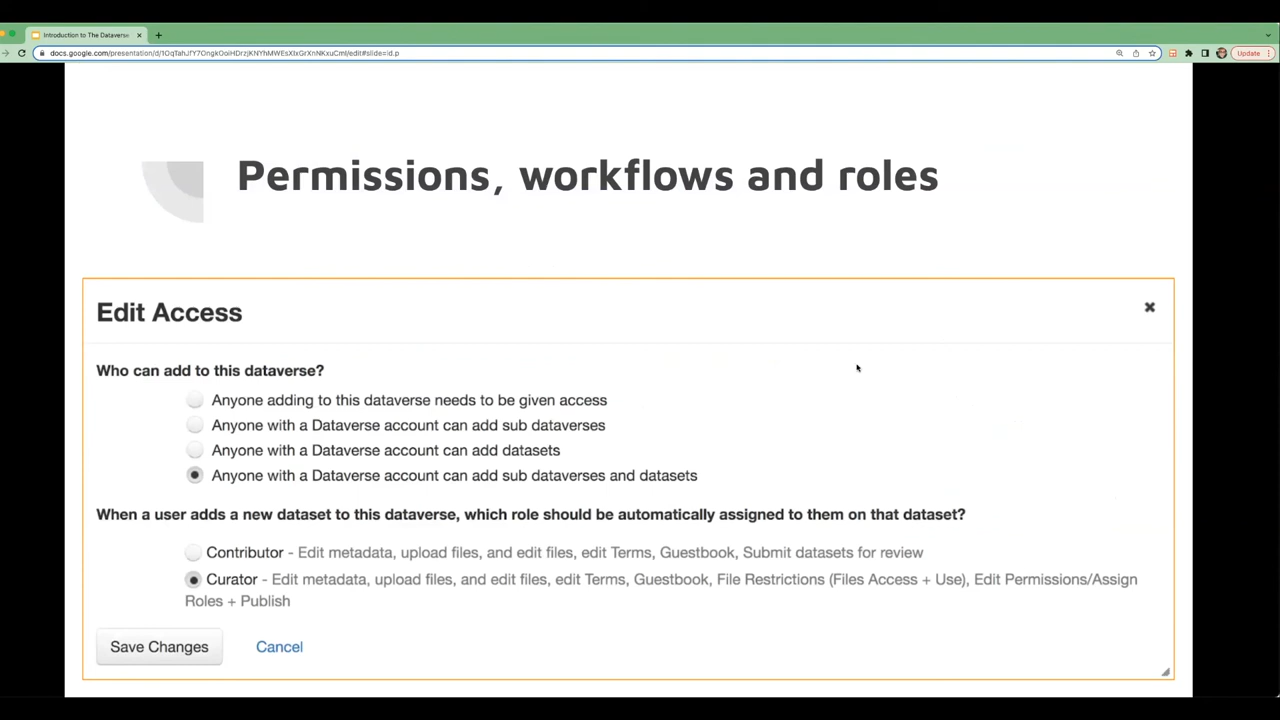 Introduction to The Dataverse
Update
Permissions, workflows and roles
Edit Access
Who can add to this dataverse?
Anyone adding to this dataverse needs to be given access
Anyone with a Dataverse account can add sub dataverses
Anyone with a Dataverse account can add datasets
Anyone with a Dataverse account can add sub dataverses and datasets
When a user adds a new dataset to this dataverse, which role should be automatically assigned to them on that dataset?
Contributor - Edit metadata, upload files, and edit files, edit Terms, Guestbook, Submit datasets for review
Curator - Edit metadata, upload files, and edit files, edit Terms, Guestbook, File Restrictions (Files Access + Use), Edit Permissions/Assign
Roles + Publish
Save Changes Cancel